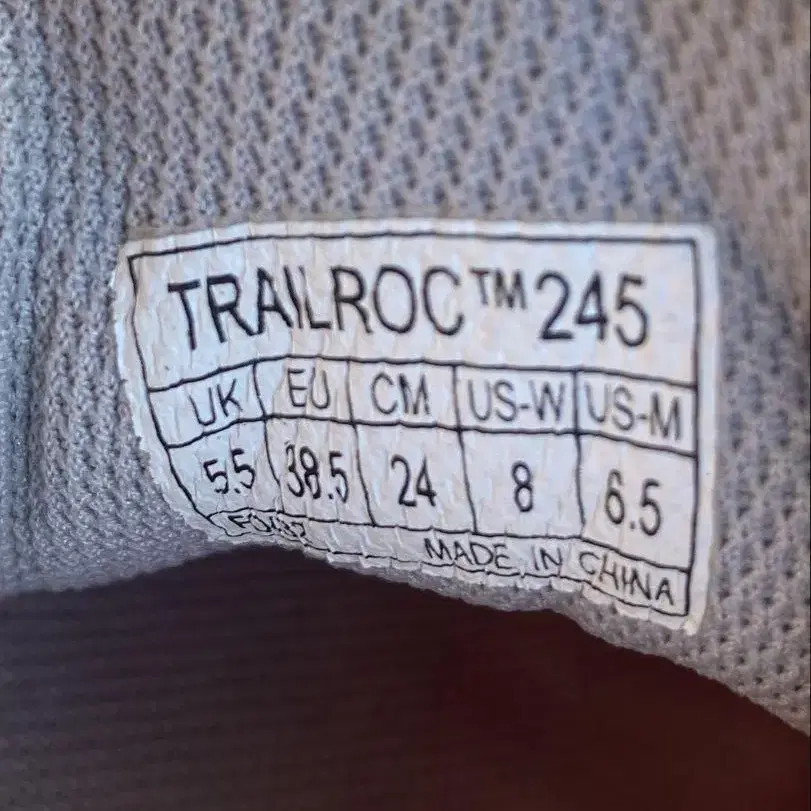 TRAILROC™245
UK EU CM US-W US-M
5.5 38.5 24 8 6.5
MADE IN CHINA